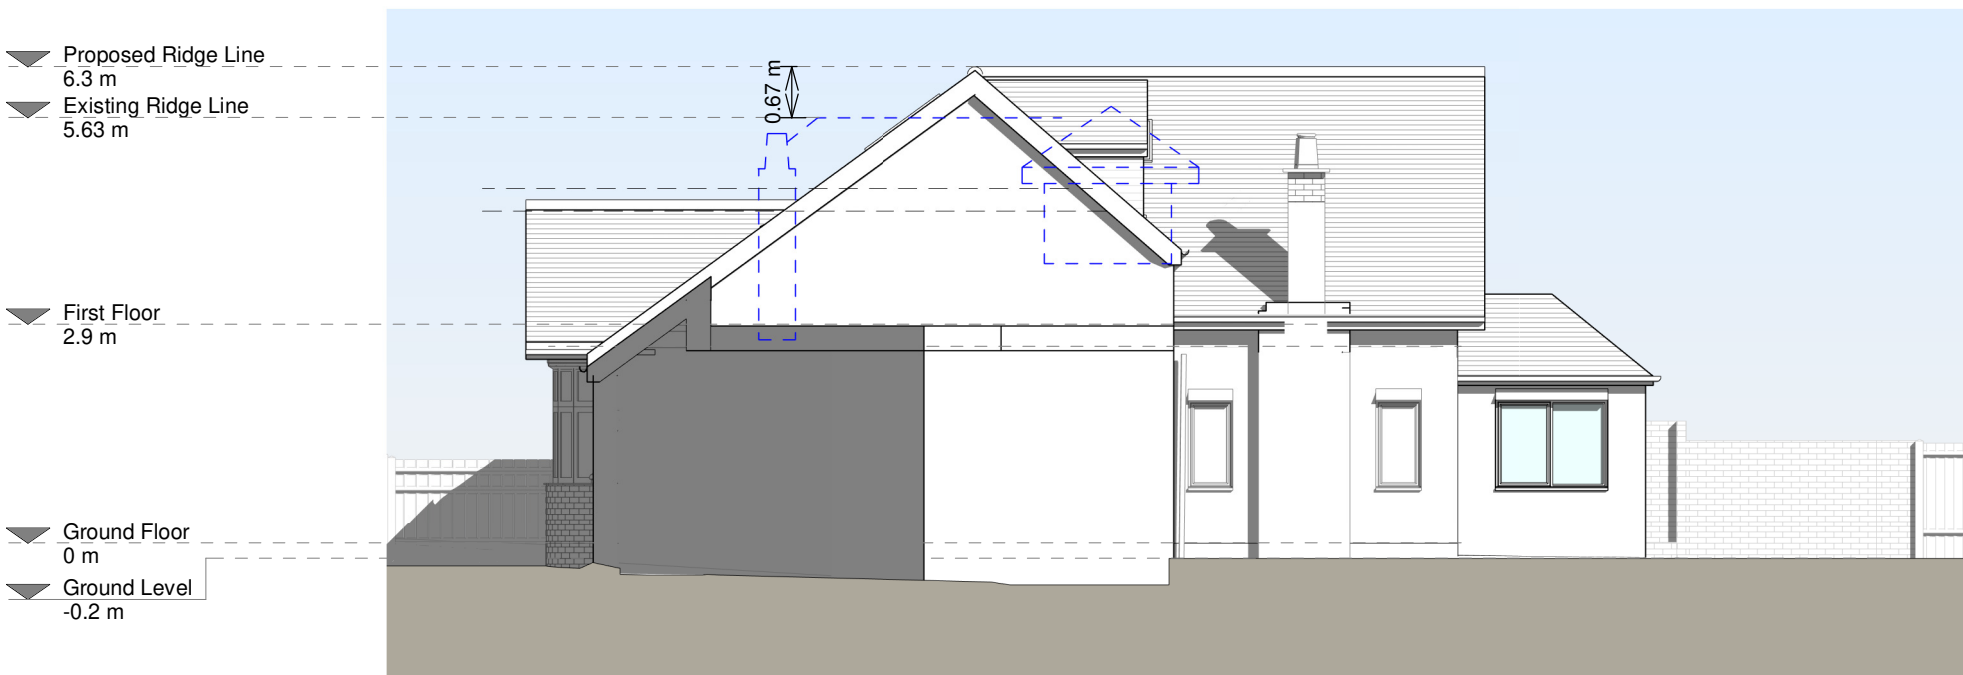 Proposed Ridge Line
6.3 m
Existing Ridge Line
5.63 m
0.67 m
First Floor
2.9 m
Ground Floor
0 m
Ground Level
-0.2 m